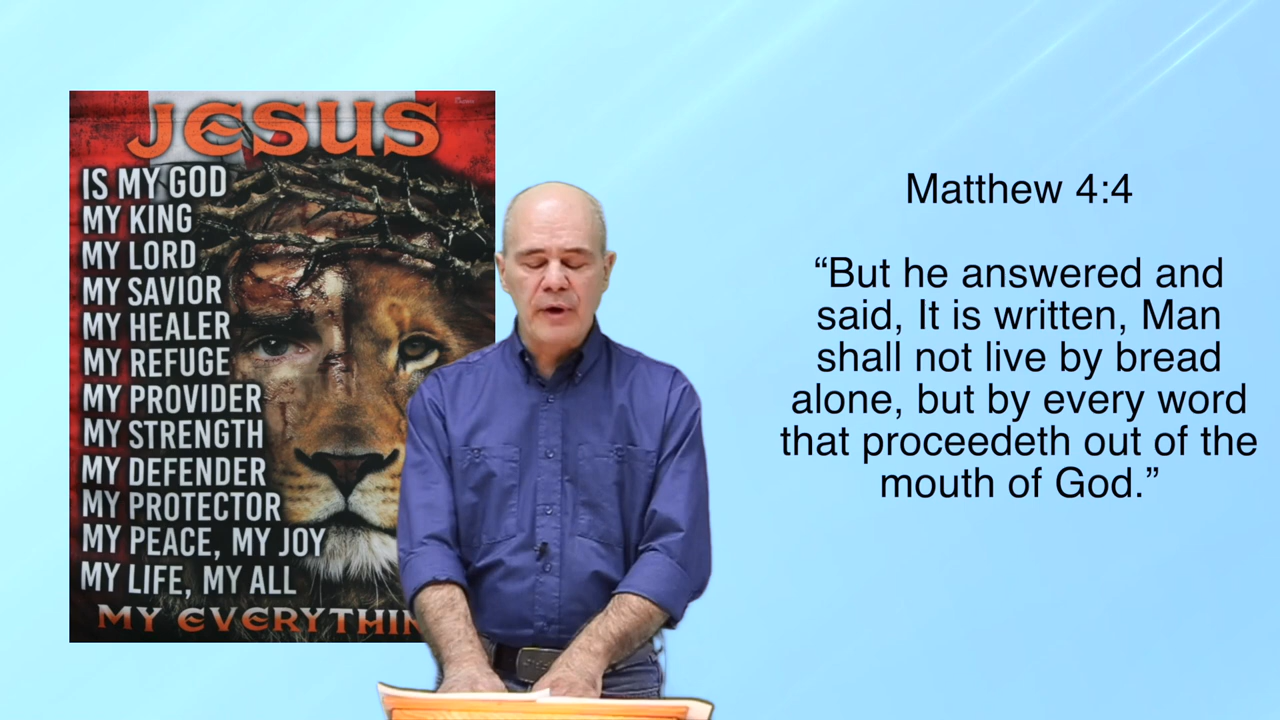 JESUS
IS MY GOD
MY KING
MY LORD
MY SAVIOR
MY HEALER
MY REFUGE
MY PROVIDER
MY STRENGTH
MY DEFENDER
MY PROTECTOR
MY PEACE, MY JOY
MY LIFE, MY ALL
MY EVERYTHIN
Matthew 4:4
“But he answered and
said, It is written, Man
shall not live by bread
alone, but by every word
that proceedeth out of the
mouth of God.”